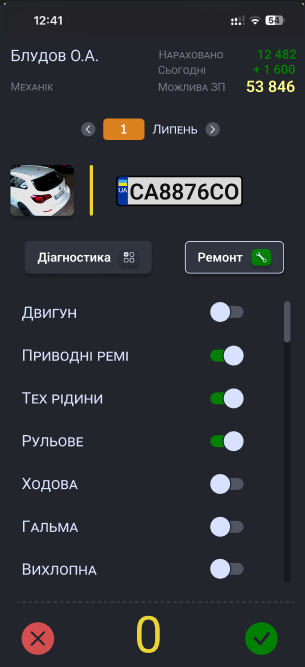 12:41
54
Блудов О.А.
Нараховано 12 482
Сьогодні + 1 600
Механік Можлива ЗП 53 846
1 Липень
UA CA8876CO
Діагностика Ремонт
Двигун
Приводні ремі
Тех рідини
Рульове
Ходова
Гальма
Вихлопна
0